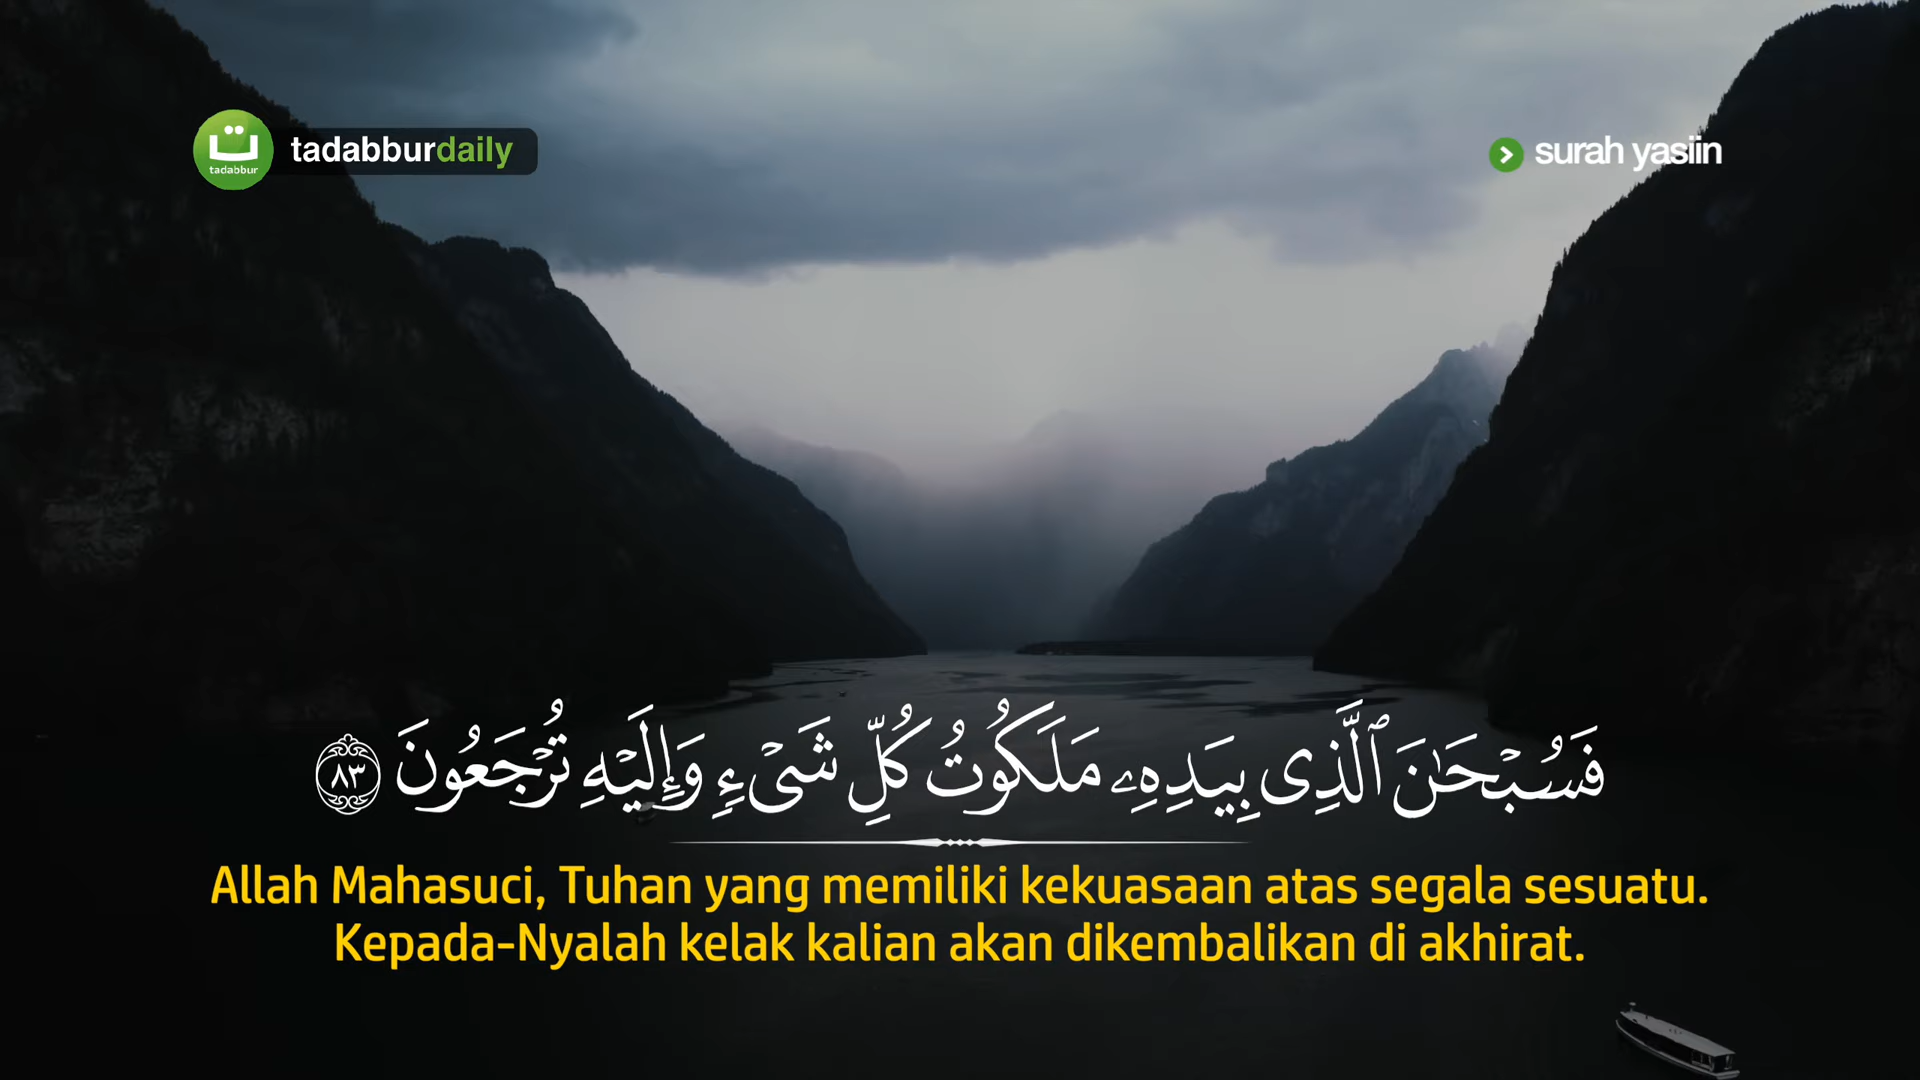 ت
tadabbur
tadabburdaily
surah yasiin
فَسُبْحَٰنَ ٱلَّذِى بِيَدِهِۦ مَلَكُوتُ كُلِّ شَىْءٍ وَإِلَيْهِ تُرْجَعُونَ ٨٣
Allah Mahasuci, Tuhan yang memiliki kekuasaan atas segala sesuatu.
Kepada-Nyalah kelak kalian akan dikembalikan di akhirat.